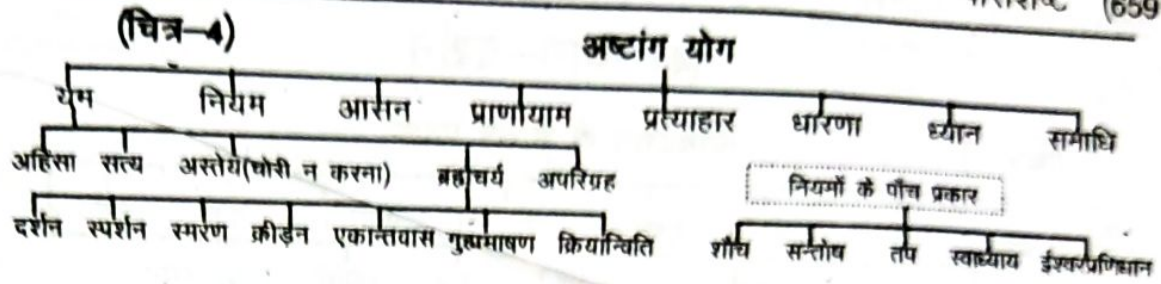 (659
(चित्र-4)
अष्टांग योग
यम नियम आसन प्राणायाम प्रत्याहार धारणा ध्यान समाधि
अहिंसा सत्य अस्तेय(चोरी न करना) ब्रह्मचर्य अपरिग्रह
नियमों के पाँच प्रकार
दर्शन स्पर्शन स्मरण क्रीड़न एकान्तवास गुह्यभाषण क्रियान्विति
शौच सन्तोष तप स्वाध्याय ईश्वरप्रणिधान